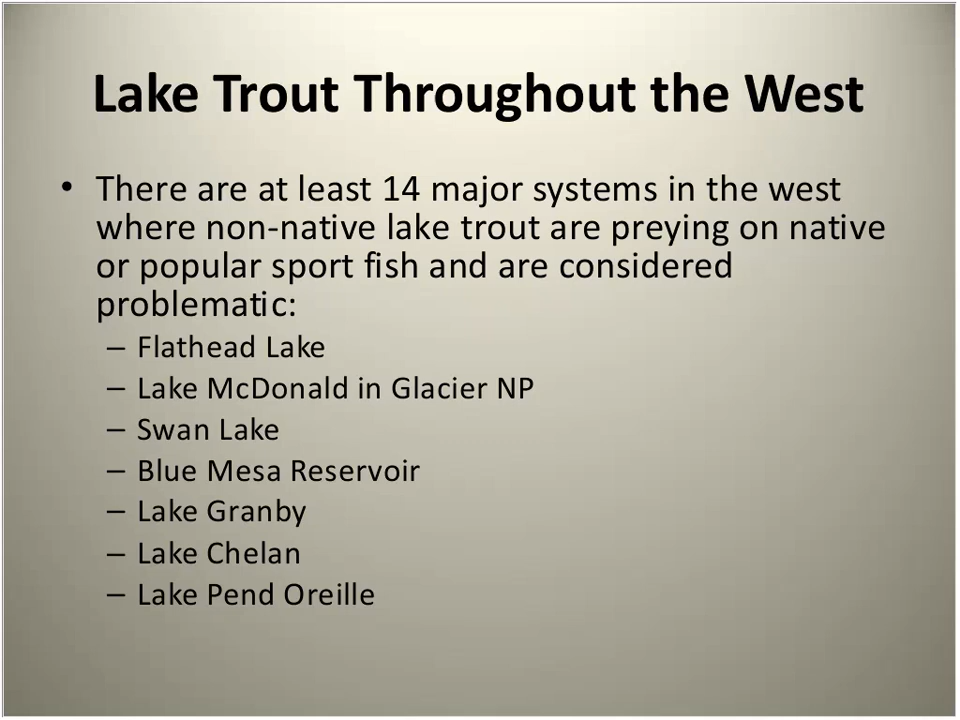 Lake Trout Throughout the West
• There are at least 14 major systems in the west
where non-native lake trout are preying on native
or popular sport fish and are considered
problematic:
– Flathead Lake
– Lake McDonald in Glacier NP
– Swan Lake
– Blue Mesa Reservoir
– Lake Granby
– Lake Chelan
– Lake Pend Oreille